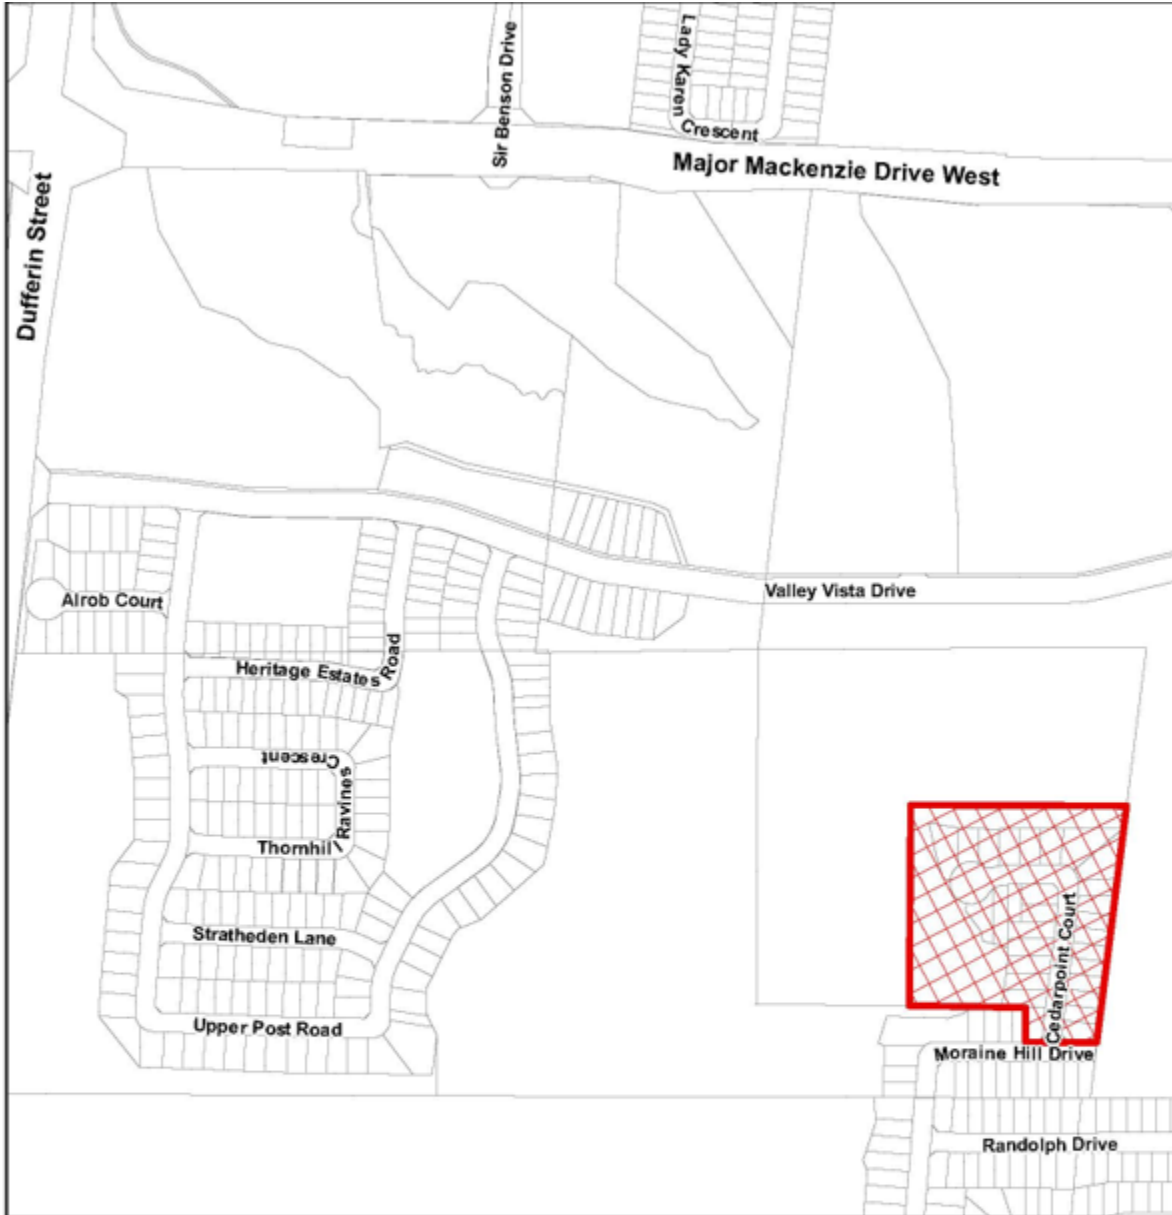 Lady Karen
Crescent
Sir Benson Drive
Major Mackenzie Drive West
Dufferin Street
Valley Vista Drive
Alrob Court
Heritage Estates Road
Crescent
Ravines
Thornhill
Stratheden Lane
Upper Post Road
Cedarpoint Court
Moraine Hill Drive
Randolph Drive